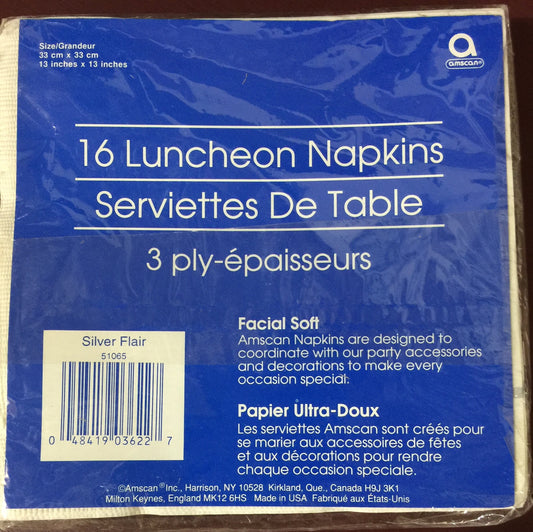 Size/Grandeur
33 cm x 33 cm
13 inches x 13 inches
a
amscan®
16 Luncheon Napkins
Serviettes De Table
3 ply-épaisseurs
Silver Flair
51065
0 48419 03622 7
Facial Soft
Amscan Napkins are designed to
coordinate with our party accessories
and decorations to make every
occasion special.
Papier Ultra-Doux
Les serviettes Amscan sont créés pour
se marier aux accessoires de fêtes
et aux décorations pour rendre
chaque occasion speciale.
©Amscan® Inc., Harrison, NY 10528 Kirkland, Que., Canada H9J 3K1
Milton Keynes, England MK12 6HS Made in USA Fabriqué aux États-Unis